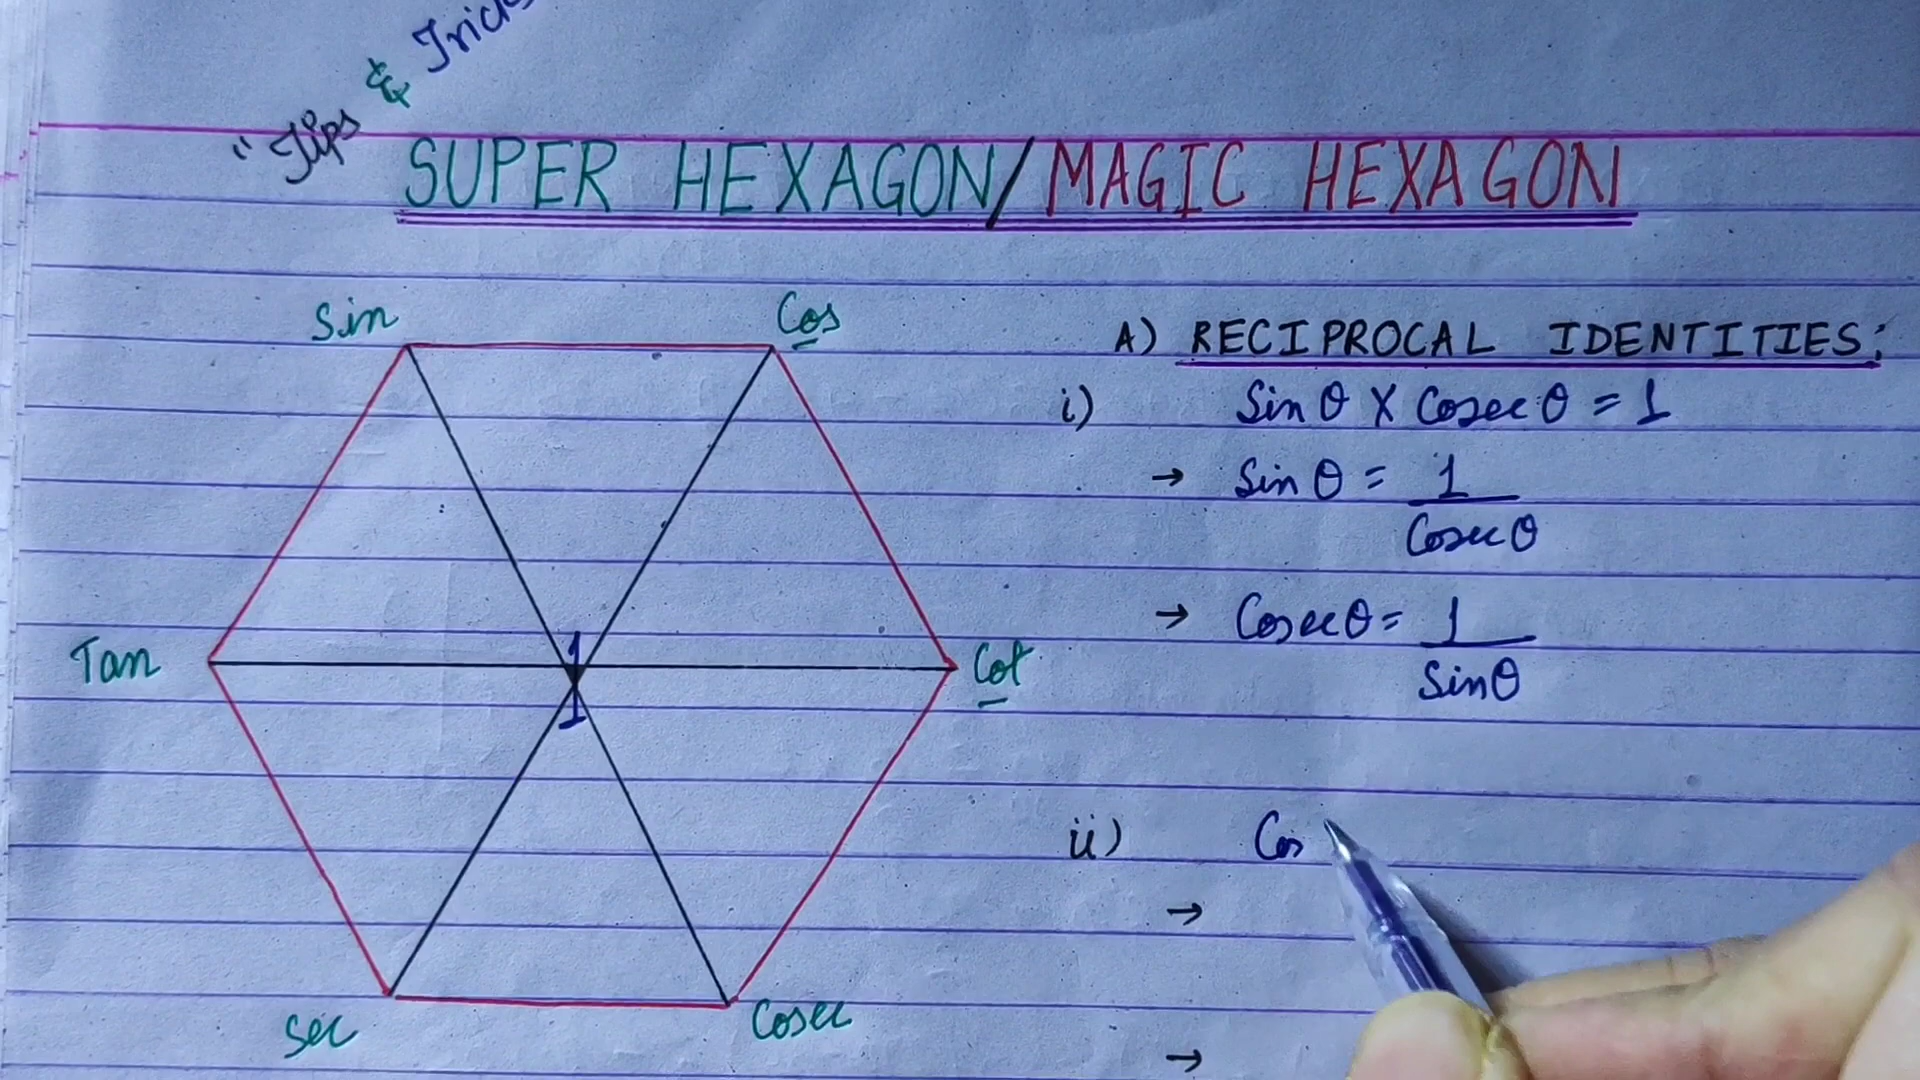 "Tips & Trick
SUPER HEXAGON/MAGIC HEXAGON
Sin
Cos
Tan
1
Cot
Sec
Cosec
A) RECIPROCAL IDENTITIES:
i) Sin θ X Cosec θ = 1
→ Sin θ = 1
Cosec θ
→ Cosec θ = 1
Sin θ
ii) Cos
→
→